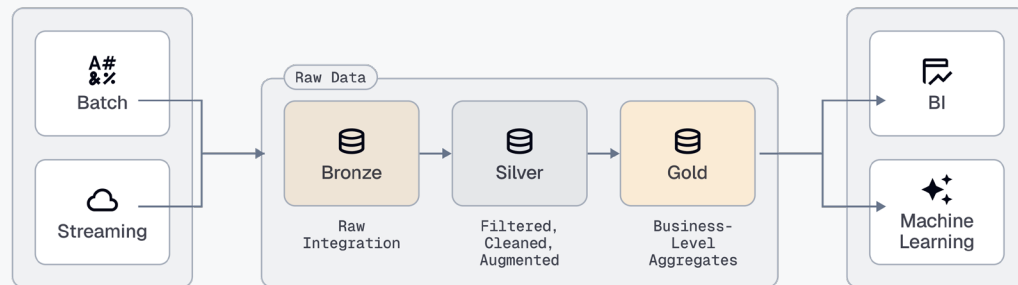 A#
&%
Batch
Streaming
Raw Data
Bronze
Raw
Integration
Silver
Filtered,
Cleaned,
Augmented
Gold
Business-
Level
Aggregates
BI
Machine
Learning